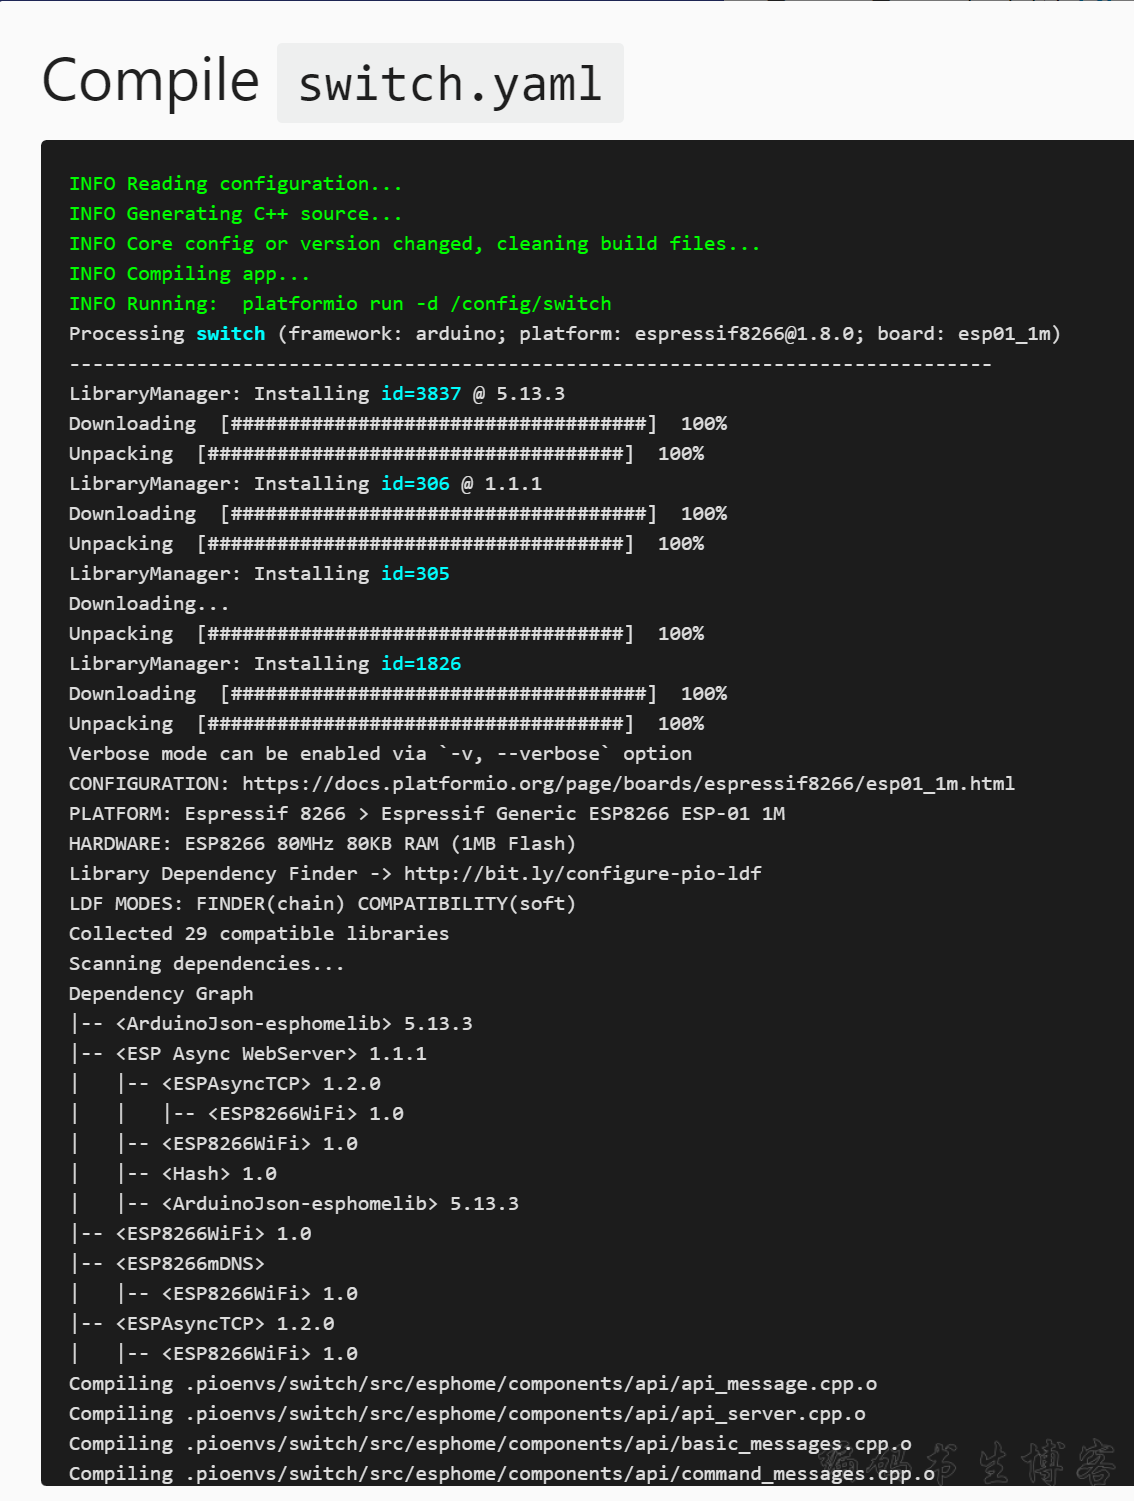 Compile switch.yaml
INFO Reading configuration...
INFO Generating C++ source...
INFO Core config or version changed, cleaning build files...
INFO Compiling app...
INFO Running:  platformio run -d /config/switch
Processing switch (framework: arduino; platform: espressif8266@1.8.0; board: esp01_1m)
--------------------------------------------------------------------------------
LibraryManager: Installing id=3837 @ 5.13.3
Downloading  [####################################]  100%
Unpacking  [####################################]  100%
LibraryManager: Installing id=306 @ 1.1.1
Downloading  [####################################]  100%
Unpacking  [####################################]  100%
LibraryManager: Installing id=305
Downloading...
Unpacking  [####################################]  100%
LibraryManager: Installing id=1826
Downloading  [####################################]  100%
Unpacking  [####################################]  100%
Verbose mode can be enabled via `-v, --verbose` option
CONFIGURATION: https://docs.platformio.org/page/boards/espressif8266/esp01_1m.html
PLATFORM: Espressif 8266 > Espressif Generic ESP8266 ESP-01 1M
HARDWARE: ESP8266 80MHz 80KB RAM (1MB Flash)
Library Dependency Finder -> http://bit.ly/configure-pio-ldf
LDF MODES: FINDER(chain) COMPATIBILITY(soft)
Collected 29 compatible libraries
Scanning dependencies...
Dependency Graph
|-- <ArduinoJson-esphomelib> 5.13.3
|-- <ESP Async WebServer> 1.1.1
|   |-- <ESPAsyncTCP> 1.2.0
|   |   |-- <ESP8266WiFi> 1.0
|   |-- <ESP8266WiFi> 1.0
|   |-- <Hash> 1.0
|   |-- <ArduinoJson-esphomelib> 5.13.3
|-- <ESP8266WiFi> 1.0
|-- <ESP8266mDNS>
|   |-- <ESP8266WiFi> 1.0
|-- <ESPAsyncTCP> 1.2.0
|   |-- <ESP8266WiFi> 1.0
Compiling .pioenvs/switch/src/esphome/components/api/api_message.cpp.o
Compiling .pioenvs/switch/src/esphome/components/api/api_server.cpp.o
Compiling .pioenvs/switch/src/esphome/components/api/basic_messages.cpp.o
Compiling .pioenvs/switch/src/esphome/components/api/command_messages.cpp.o
书生博客